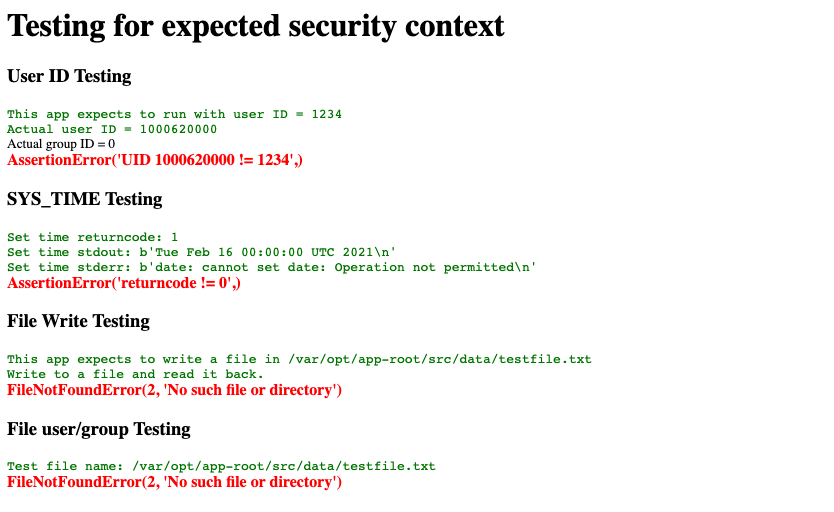 Testing for expected security context
User ID Testing
This app expects to run with user ID = 1234
Actual user ID = 1000620000
Actual group ID = 0
AssertionError('UID 1000620000 != 1234',)
SYS_TIME Testing
Set time returncode: 1
Set time stdout: b'Tue Feb 16 00:00:00 UTC 2021\n'
Set time stderr: b'date: cannot set date: Operation not permitted\n'
AssertionError('returncode != 0',)
File Write Testing
This app expects to write a file in /var/opt/app-root/src/data/testfile.txt
Write to a file and read it back.
FileNotFoundError(2, 'No such file or directory')
File user/group Testing
Test file name: /var/opt/app-root/src/data/testfile.txt
FileNotFoundError(2, 'No such file or directory')